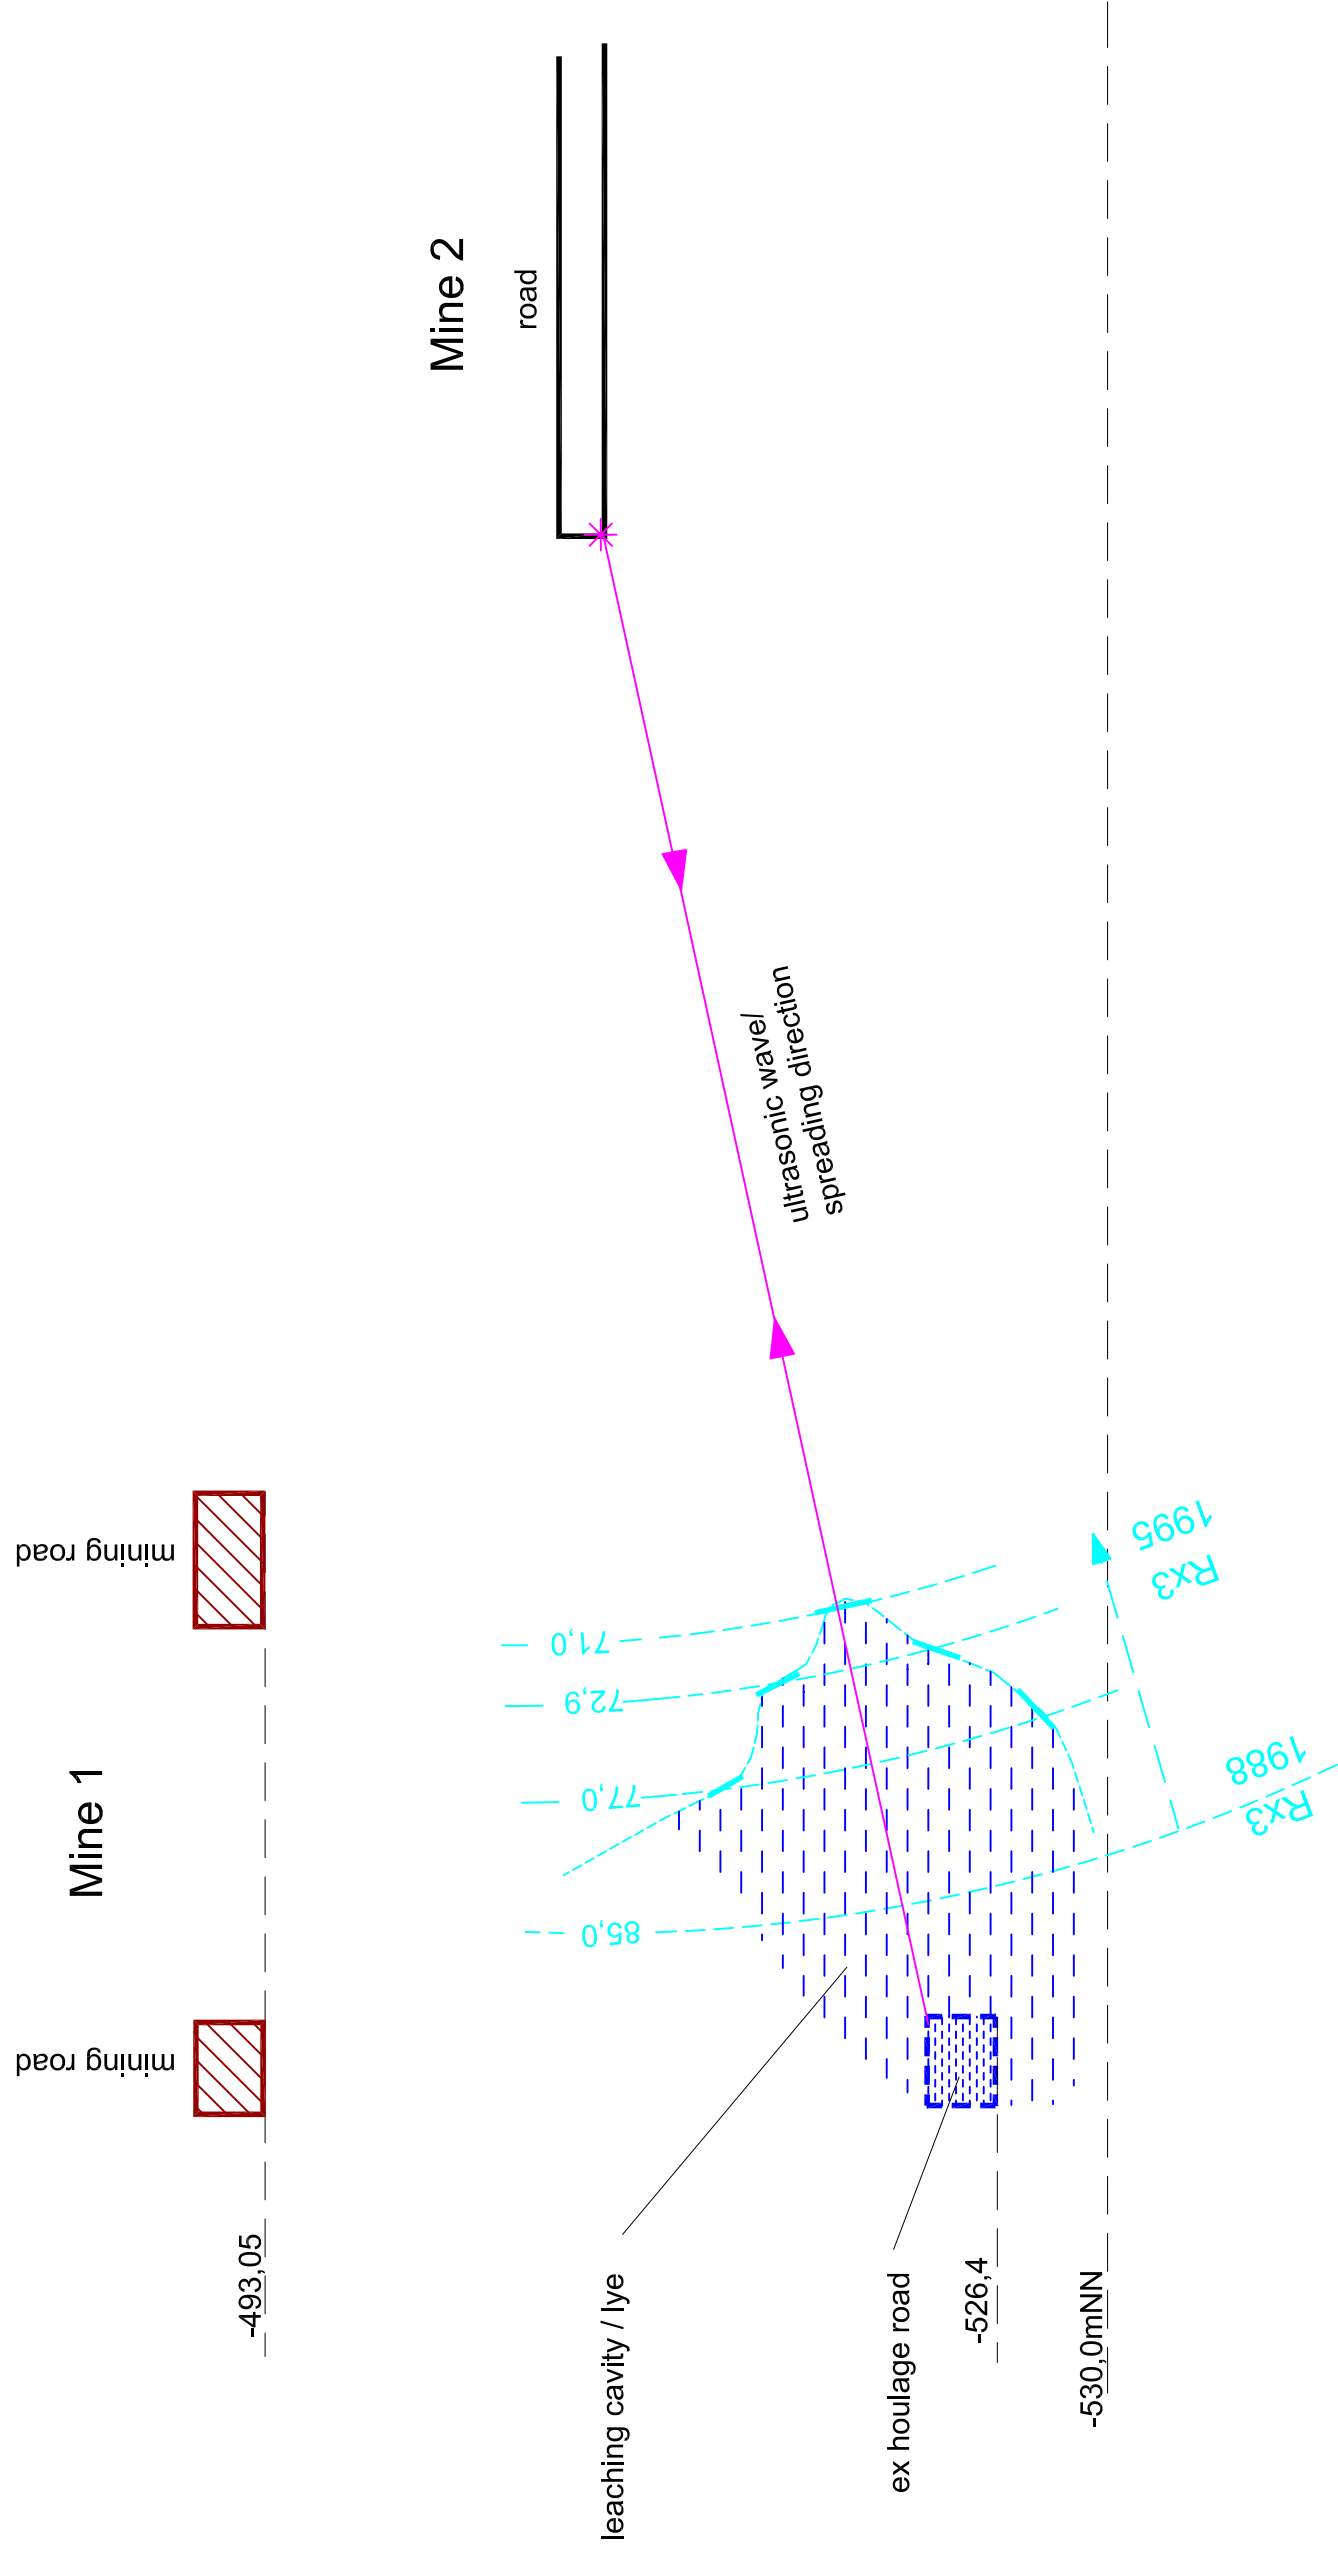 Mine 1
mining road
mining road
-493,05
Mine 2
road
ultrasonic wave/
spreading direction
71,0
72,9
77,0
85,0
Rx3
1995
Rx3
1988
leaching cavity / lye
ex houlage road
-526,4
-530,0mNN